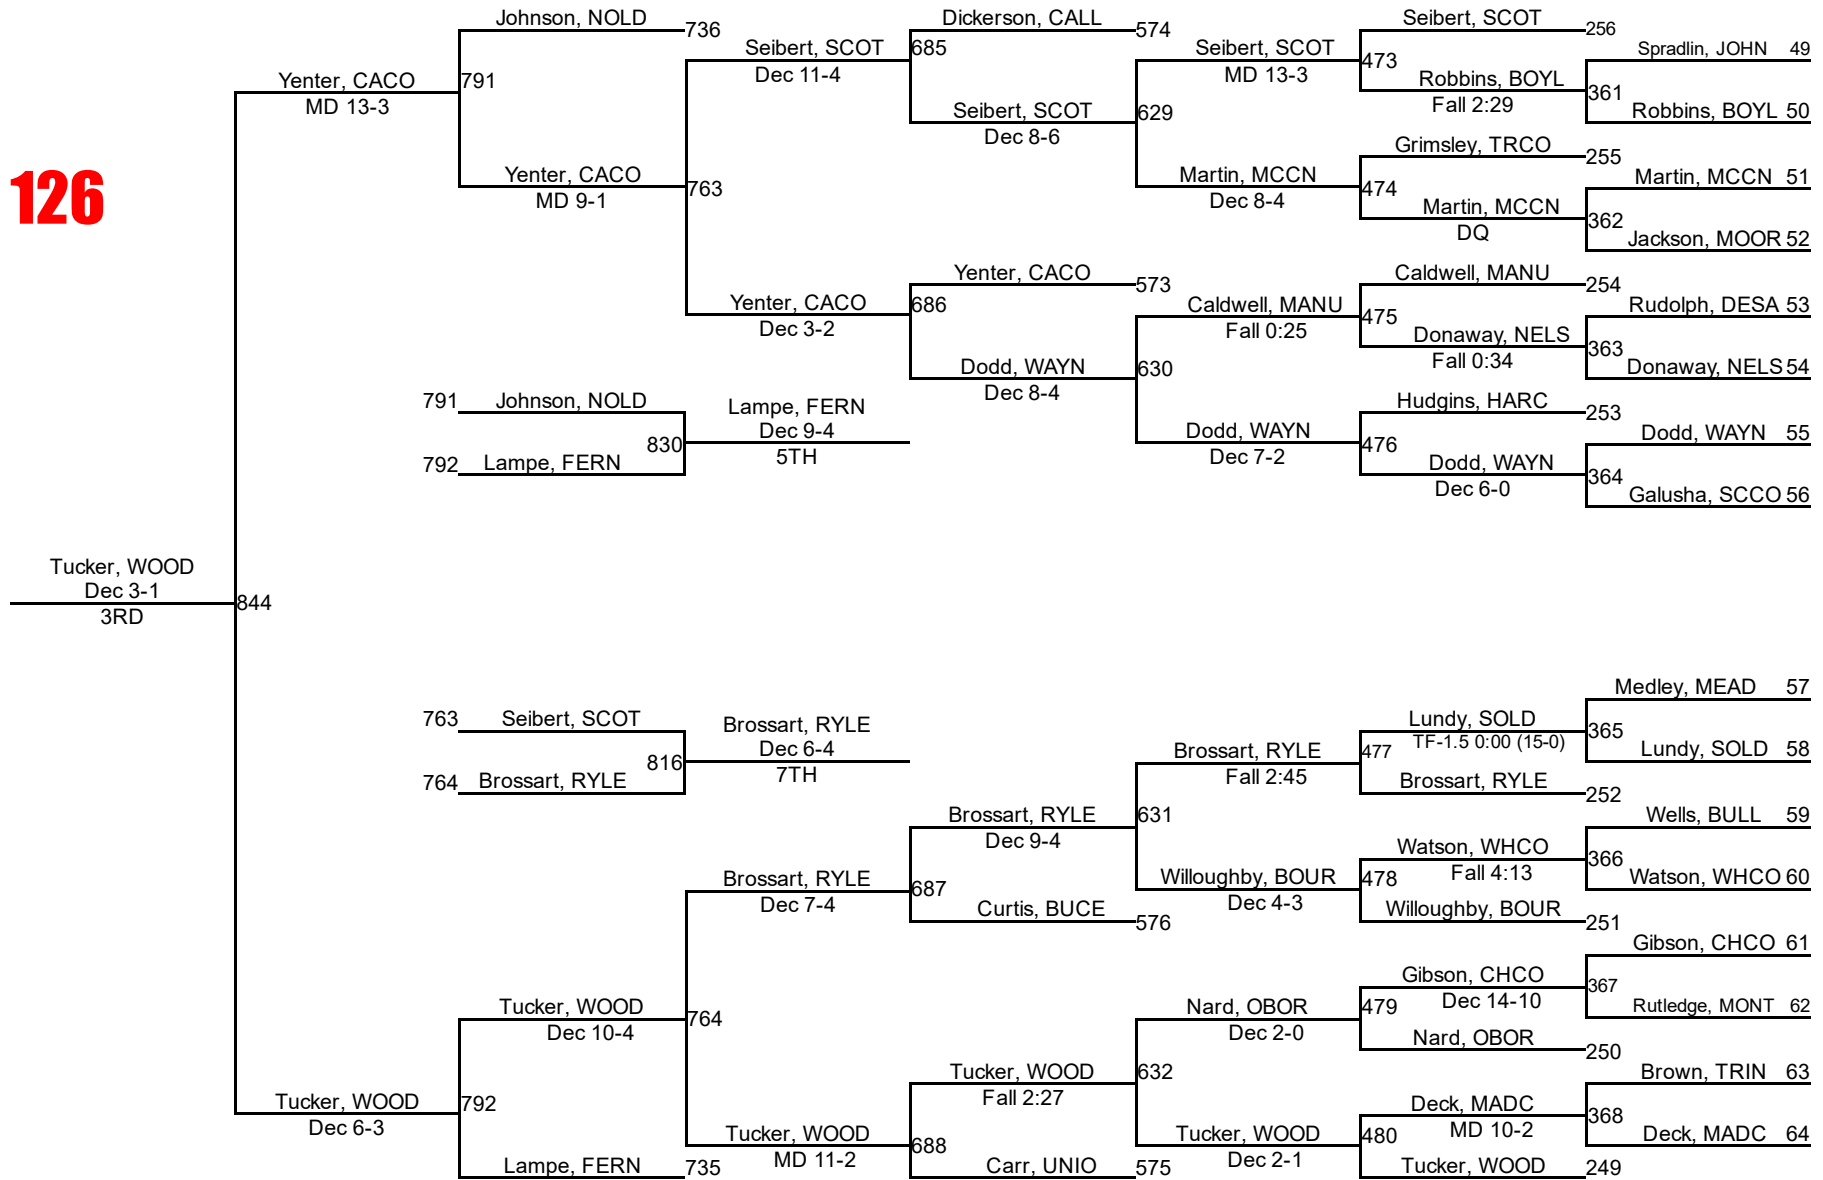 126
Johnson, NOLD
736
Dickerson, CALL
574
Seibert, SCOT
256
Seibert, SCOT
685
Dec 11-4
Seibert, SCOT
MD 13-3
473
Spradlin, JOHN 49
Yenter, CACO
MD 13-3
791
Robbins, BOYL
Fall 2:29
361
Robbins, BOYL 50
Seibert, SCOT
Dec 8-6
629
Grimsley, TRCO
255
Yenter, CACO
MD 9-1
763
Martin, MCCN
Dec 8-4
474
Martin, MCCN 51
Martin, MCCN
DQ
362
Jackson, MOOR 52
Yenter, CACO
573
Caldwell, MANU
254
Yenter, CACO
Dec 3-2
686
Caldwell, MANU
Fall 0:25
475
Rudolph, DESA 53
Donaway, NELS
Fall 0:34
363
Donaway, NELS 54
Dodd, WAYN
Dec 8-4
630
791
Johnson, NOLD
Lampe, FERN
Dec 9-4
5TH
Hudgins, HARC
253
830
Dodd, WAYN
Dec 7-2
476
Dodd, WAYN 55
792
Lampe, FERN
Dodd, WAYN
Dec 6-0
364
Galusha, SCCO 56
Tucker, WOOD
Dec 3-1
3RD
844
Medley, MEAD 57
763
Seibert, SCOT
Brossart, RYLE
Dec 6-4
7TH
Lundy, SOLD
TF-1.5 0:00 (15-0)
365
816
Brossart, RYLE
Fall 2:45
477
Lundy, SOLD 58
764
Brossart, RYLE
Brossart, RYLE
252
Brossart, RYLE
Dec 9-4
631
Wells, BULL 59
Watson, WHCO
Fall 4:13
366
Brossart, RYLE
Dec 7-4
687
Willoughby, BOUR
Dec 4-3
478
Watson, WHCO 60
Curtis, BUCE
576
Willoughby, BOUR
251
Gibson, CHCO 61
Gibson, CHCO
Dec 14-10
367
Tucker, WOOD
Dec 10-4
764
Nard, OBOR
Dec 2-0
479
Rutledge, MONT 62
Nard, OBOR
250
Tucker, WOOD
Fall 2:27
632
Brown, TRIN 63
Tucker, WOOD
Dec 6-3
792
Deck, MADC
MD 10-2
368
Tucker, WOOD
MD 11-2
688
Tucker, WOOD
Dec 2-1
480
Deck, MADC 64
Lampe, FERN
735
Carr, UNIO
575
Tucker, WOOD
249